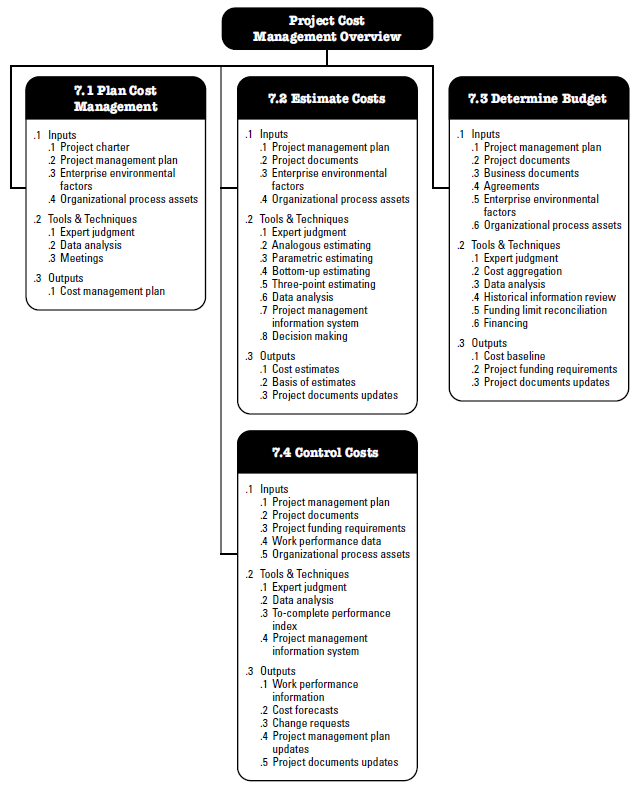 Project Cost
Management Overview
7.1 Plan Cost
Management
.1 Inputs
.1 Project charter
.2 Project management plan
.3 Enterprise environmental
factors
.4 Organizational process assets
.2 Tools & Techniques
.1 Expert judgment
.2 Data analysis
.3 Meetings
.3 Outputs
.1 Cost management plan
7.2 Estimate Costs
.1 Inputs
.1 Project management plan
.2 Project documents
.3 Enterprise environmental
factors
.4 Organizational process assets
.2 Tools & Techniques
.1 Expert judgment
.2 Analogous estimating
.3 Parametric estimating
.4 Bottom-up estimating
.5 Three-point estimating
.6 Data analysis
.7 Project management
information system
.8 Decision making
.3 Outputs
.1 Cost estimates
.2 Basis of estimates
.3 Project documents updates
7.3 Determine Budget
.1 Inputs
.1 Project management plan
.2 Project documents
.3 Business documents
.4 Agreements
.5 Enterprise environmental
factors
.6 Organizational process assets
.2 Tools & Techniques
.1 Expert judgment
.2 Cost aggregation
.3 Data analysis
.4 Historical information review
.5 Funding limit reconciliation
.6 Financing
.3 Outputs
.1 Cost baseline
.2 Project funding requirements
.3 Project documents updates
7.4 Control Costs
.1 Inputs
.1 Project management plan
.2 Project documents
.3 Project funding requirements
.4 Work performance data
.5 Organizational process assets
.2 Tools & Techniques
.1 Expert judgment
.2 Data analysis
.3 To-complete performance
index
.4 Project management
information system
.3 Outputs
.1 Work performance
information
.2 Cost forecasts
.3 Change requests
.4 Project management plan
updates
.5 Project documents updates